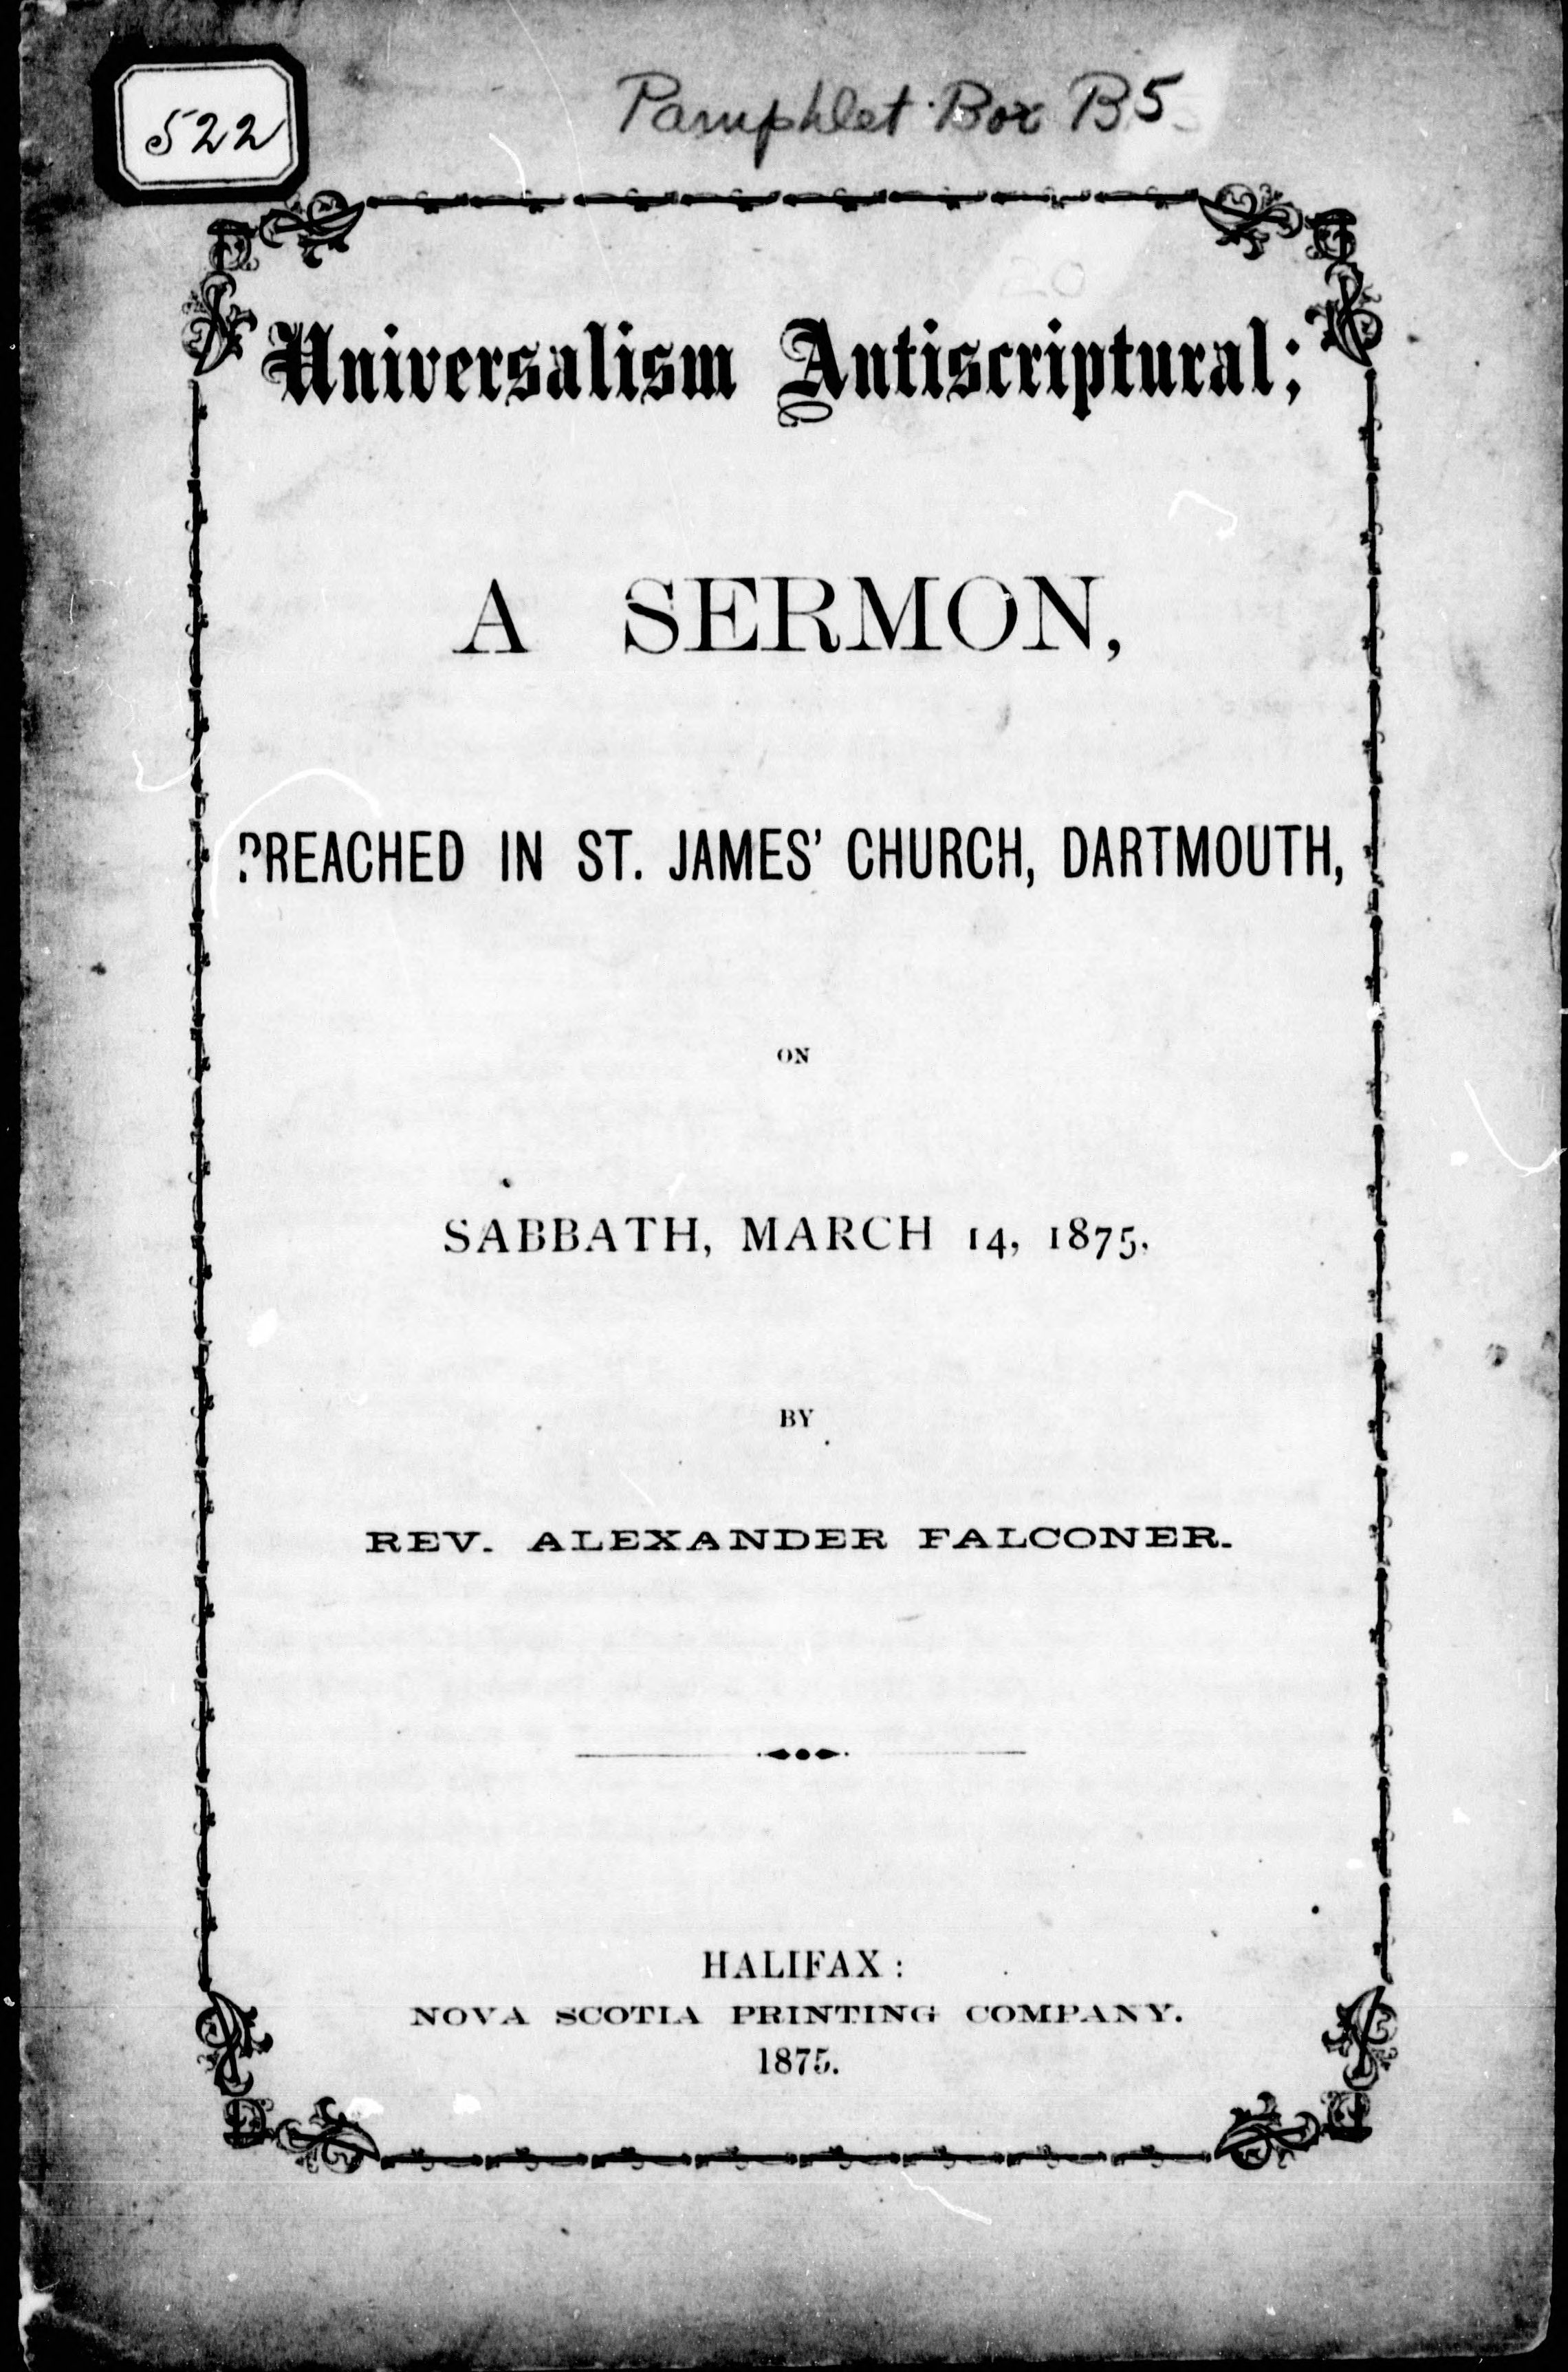 522
Pamphlet Box B5
Universalism Antiscriptural;
A SERMON,
PREACHED IN ST. JAMES' CHURCH, DARTMOUTH,
ON
SABBATH, MARCH 14, 1875,
BY
REV. ALEXANDER FALCONER.
HALIFAX:
NOVA SCOTIA PRINTING COMPANY.
1875.